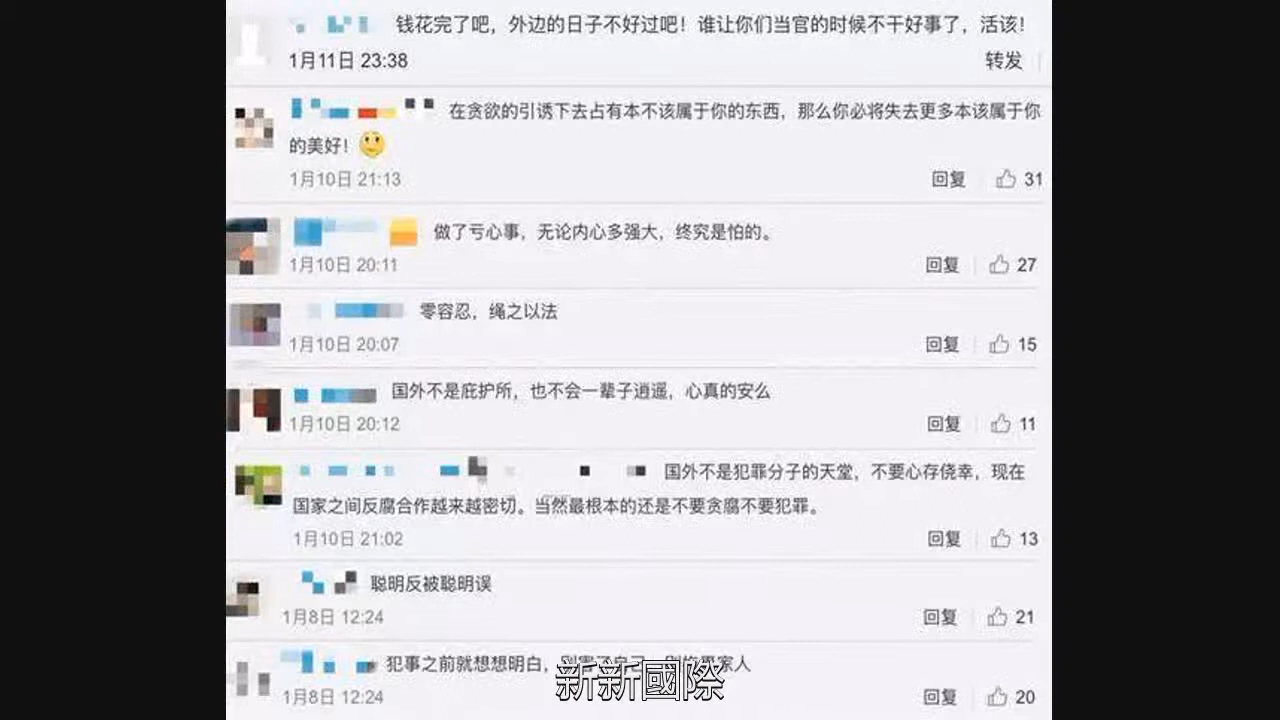 钱花完了吧，外边的日子不好过吧！谁让你们当官的时候不干好事了，活该！
1月11日 23:38 转发
在贪欲的引诱下去占有本不该属于你的东西，那么你必将失去更多本该属于你
的美好！
1月10日 21:13 回复 31
做了亏心事，无论内心多强大，终究是怕的。
1月10日 20:11 回复 27
零容忍，绳之以法
1月10日 20:07 回复 15
国外不是庇护所，也不会一辈子逍遥，心真的安么
1月10日 20:12 回复 11
国外不是犯罪分子的天堂，不要心存侥幸，现在
国家之间反腐合作越来越密切。当然最根本的还是不要贪腐不要犯罪。
1月10日 21:02 回复 13
聪明反被聪明误
1月8日 12:24 回复 21
犯事之前就想想明白，家人
新新國際
1月8日 12:24 回复 20